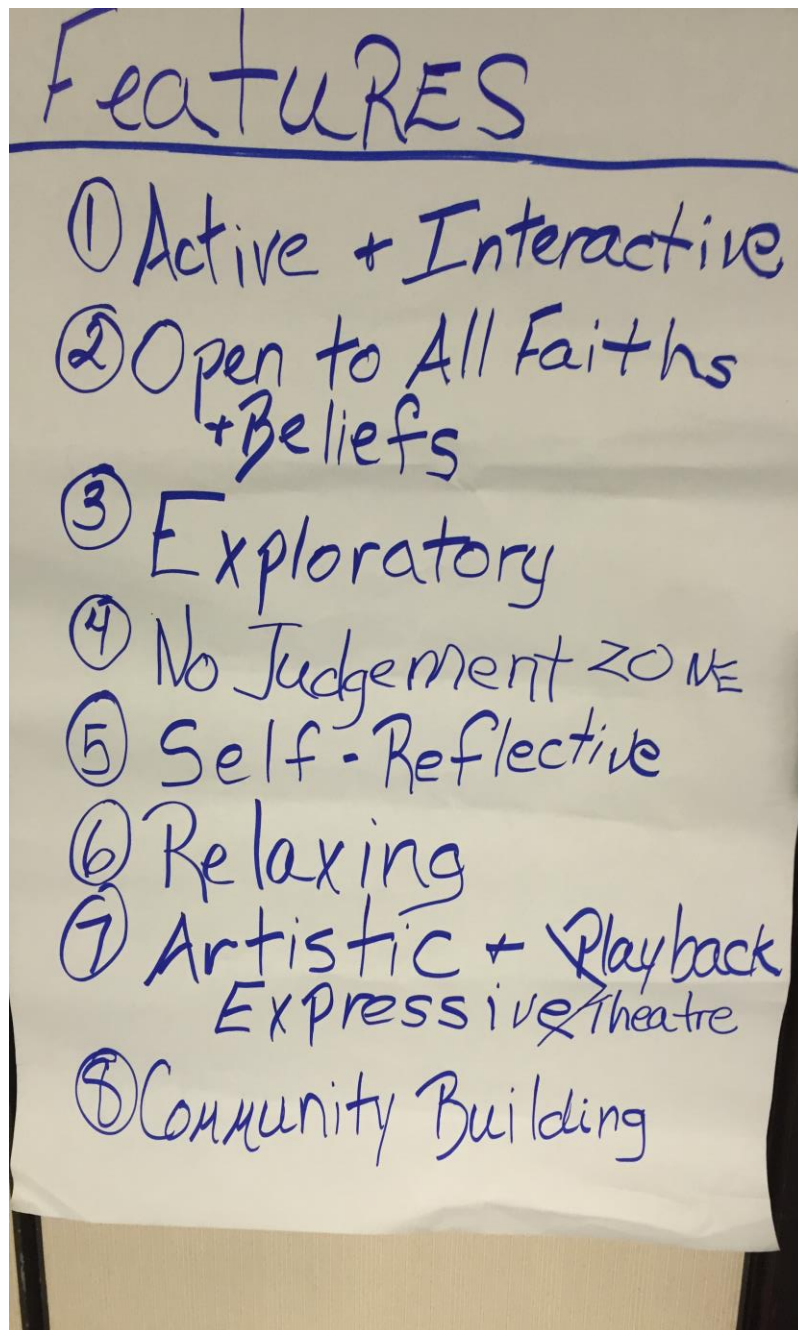 FeatuRES
① Active + Interactive
② Open to All Faiths
+ Beliefs
③ Exploratory
④ No Judgement ZONE
⑤ Self-Reflective
⑥ Relaxing
⑦ Artistic + Playback
Expressive Theatre
⑧ Community Building